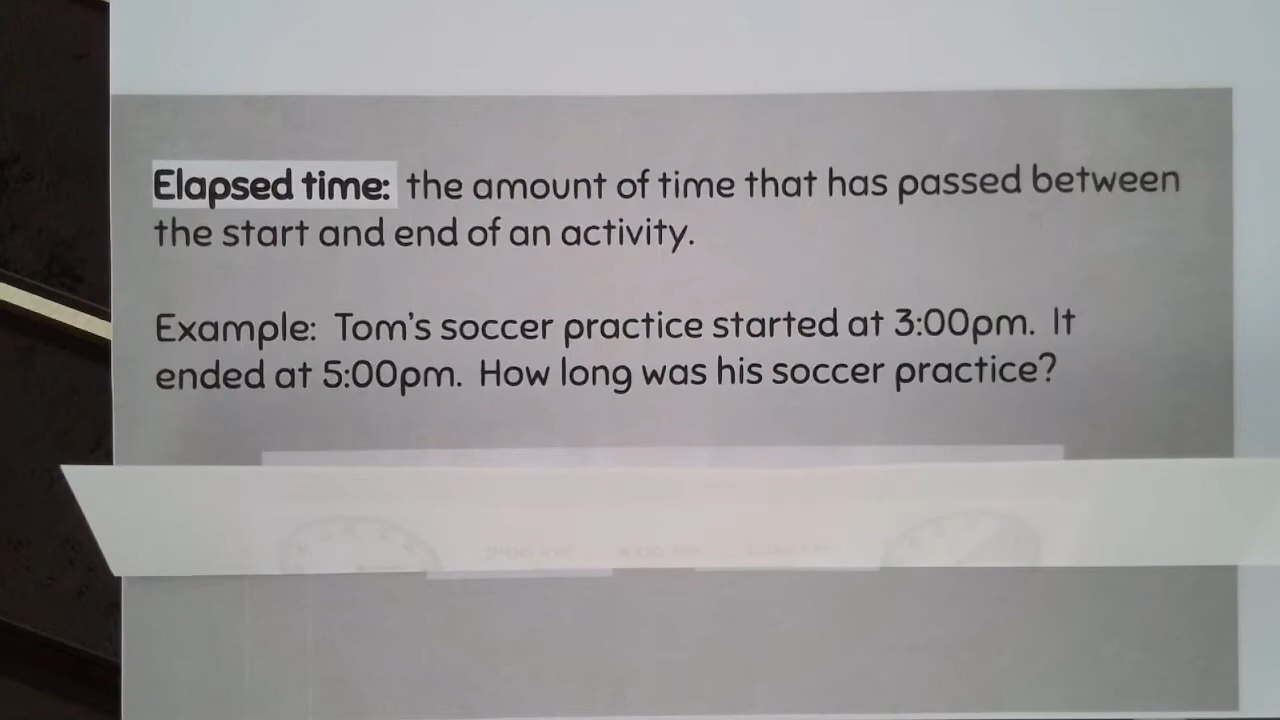 Elapsed time: the amount of time that has passed between
the start and end of an activity.
Example: Tom's soccer practice started at 3:00pm. It
ended at 5:00pm. How long was his soccer practice?